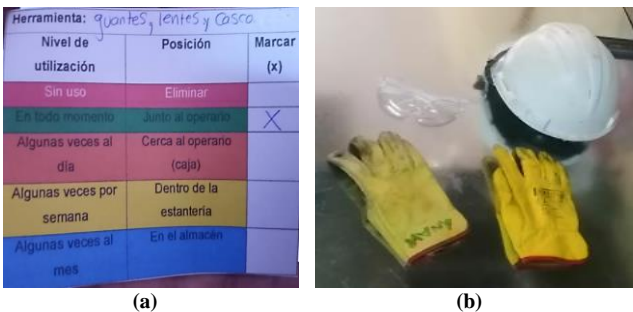 Herramienta: guantes, lentes y Casco
Nivel de utilización Posición Marcar (x)
Sin uso Eliminar
En todo momento Junto al operario X
Algunas veces al día Cerca al operario (caja)
Algunas veces por semana Dentro de la estantería
Algunas veces al mes En el almacén
(a) (b)